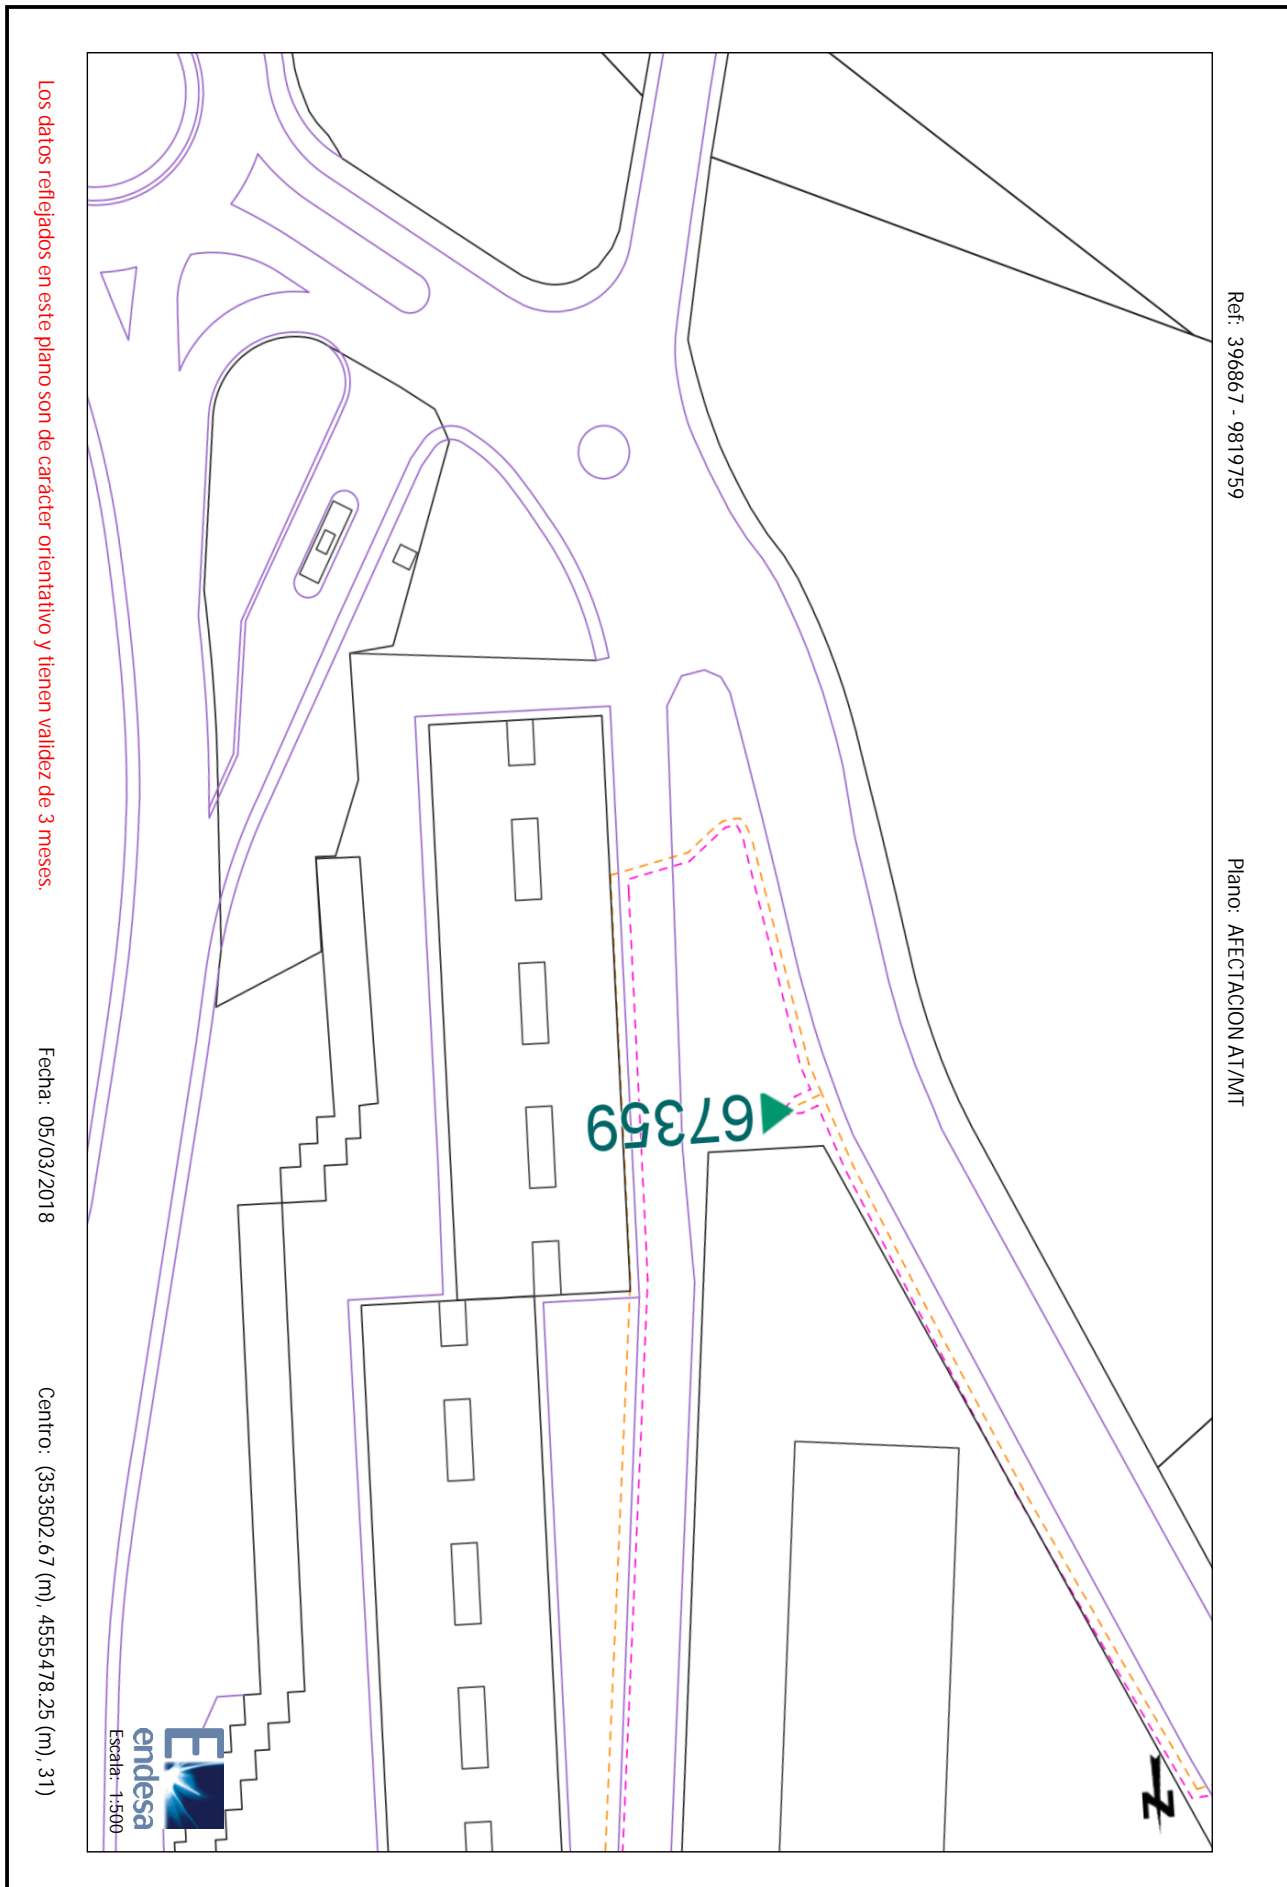 Ref: 396867 - 9819759
Plano: AFECTACION AT/MT
67359
N
E
endesa
Escala: 1:500
Los datos reflejados en este plano son de carácter orientativo y tienen validez de 3 meses.
Fecha: 05/03/2018
Centro: (353502.67 (m), 4555478.25 (m), 31)